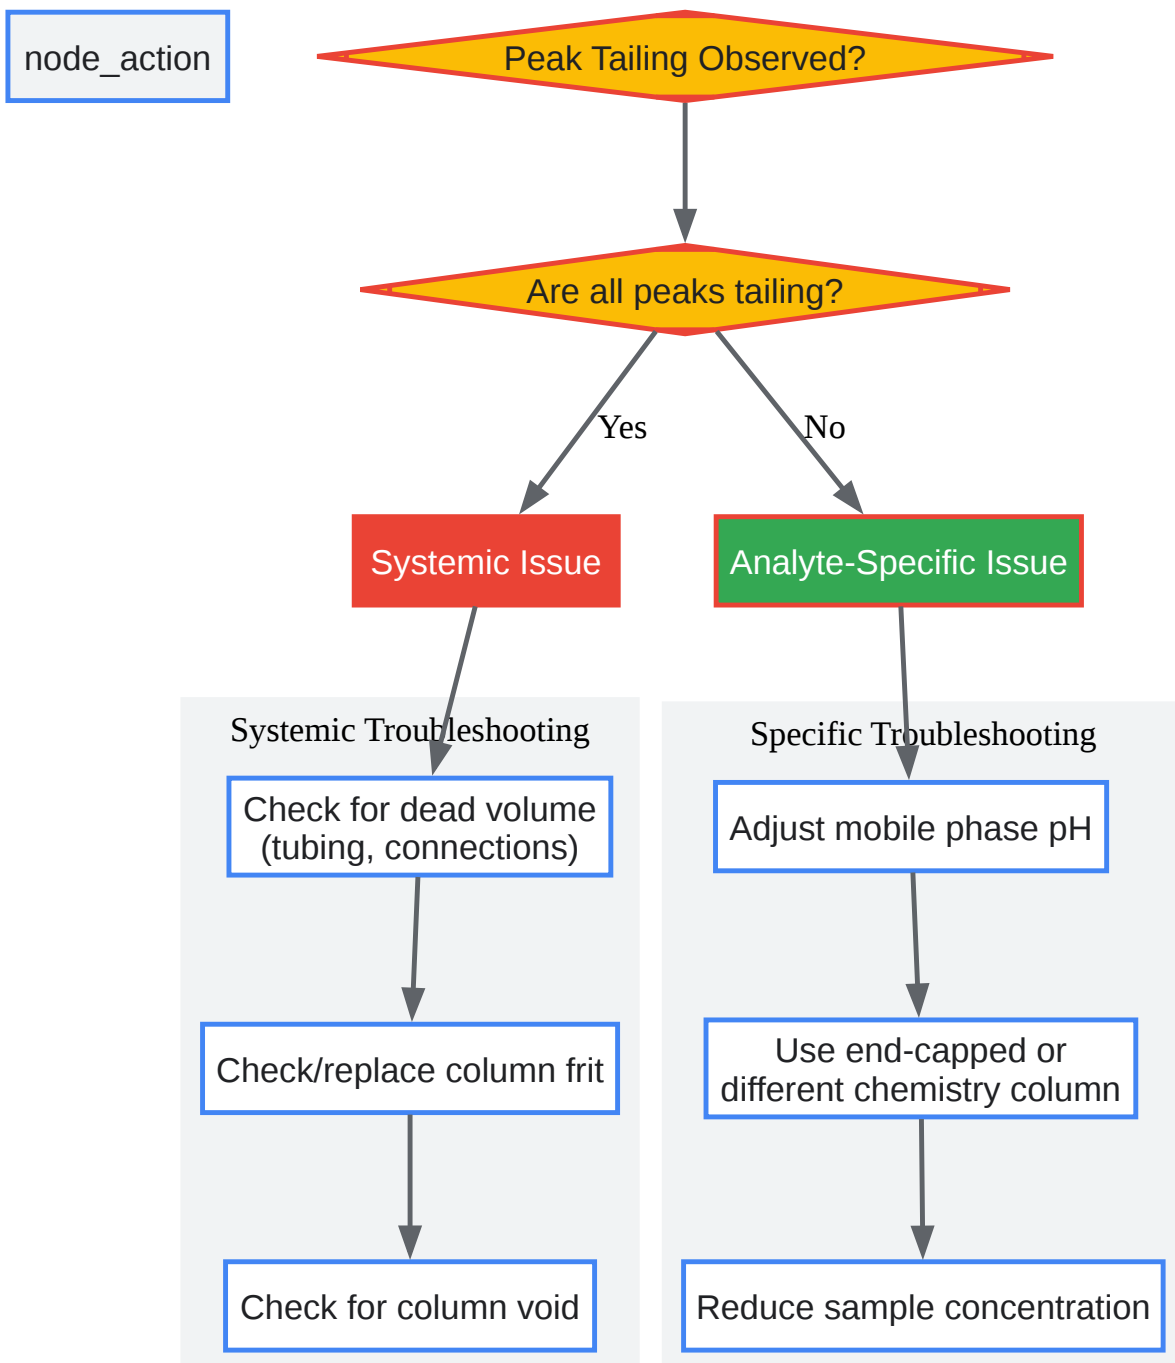 node_action
Peak Tailing Observed?
Are all peaks tailing?
Yes
No
Systemic Issue
Analyte-Specific Issue
Systemic Troubleshooting
Check for dead volume
(tubing, connections)
Check/replace column frit
Check for column void
Specific Troubleshooting
Adjust mobile phase pH
Use end-capped or
different chemistry column
Reduce sample concentration